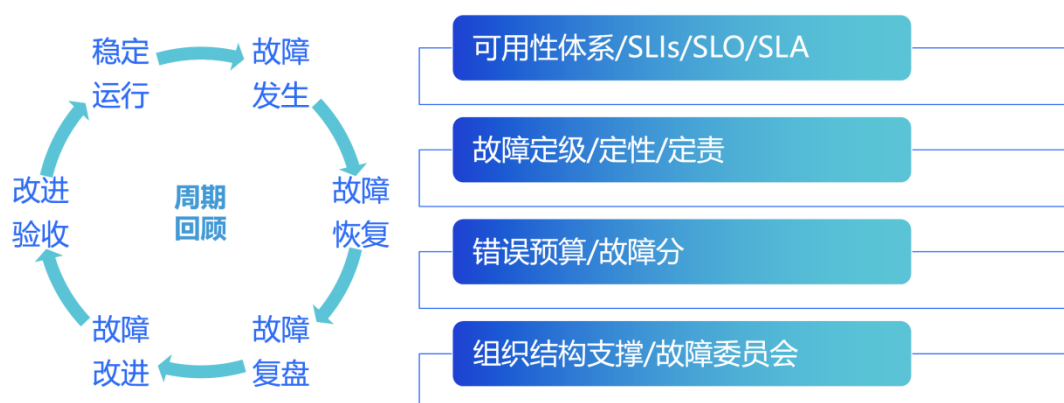 稳定
运行
故障
发生
故障
恢复
故障
复盘
故障
改进
改进
验收
周期
回顾
可用性体系/SLIs/SLO/SLA
故障定级/定性/定责
错误预算/故障分
组织结构支撑/故障委员会